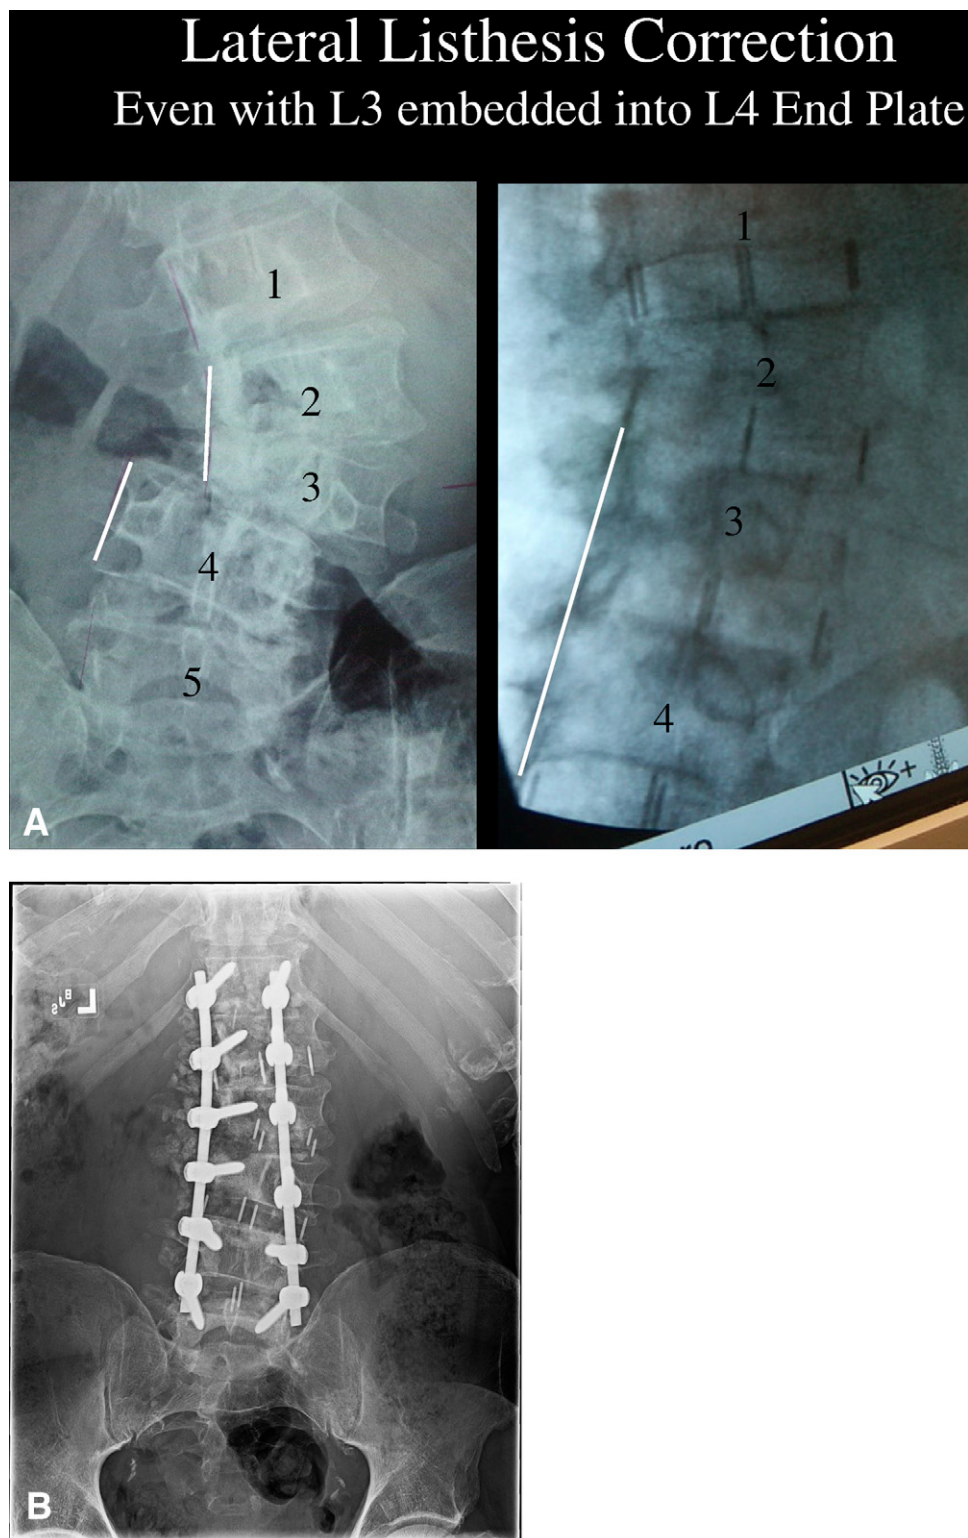 Lateral Listhesis Correction
Even with L3 embedded into L4 End Plate
1
2
3
4
5
A
1
2
3
4
+
L
B